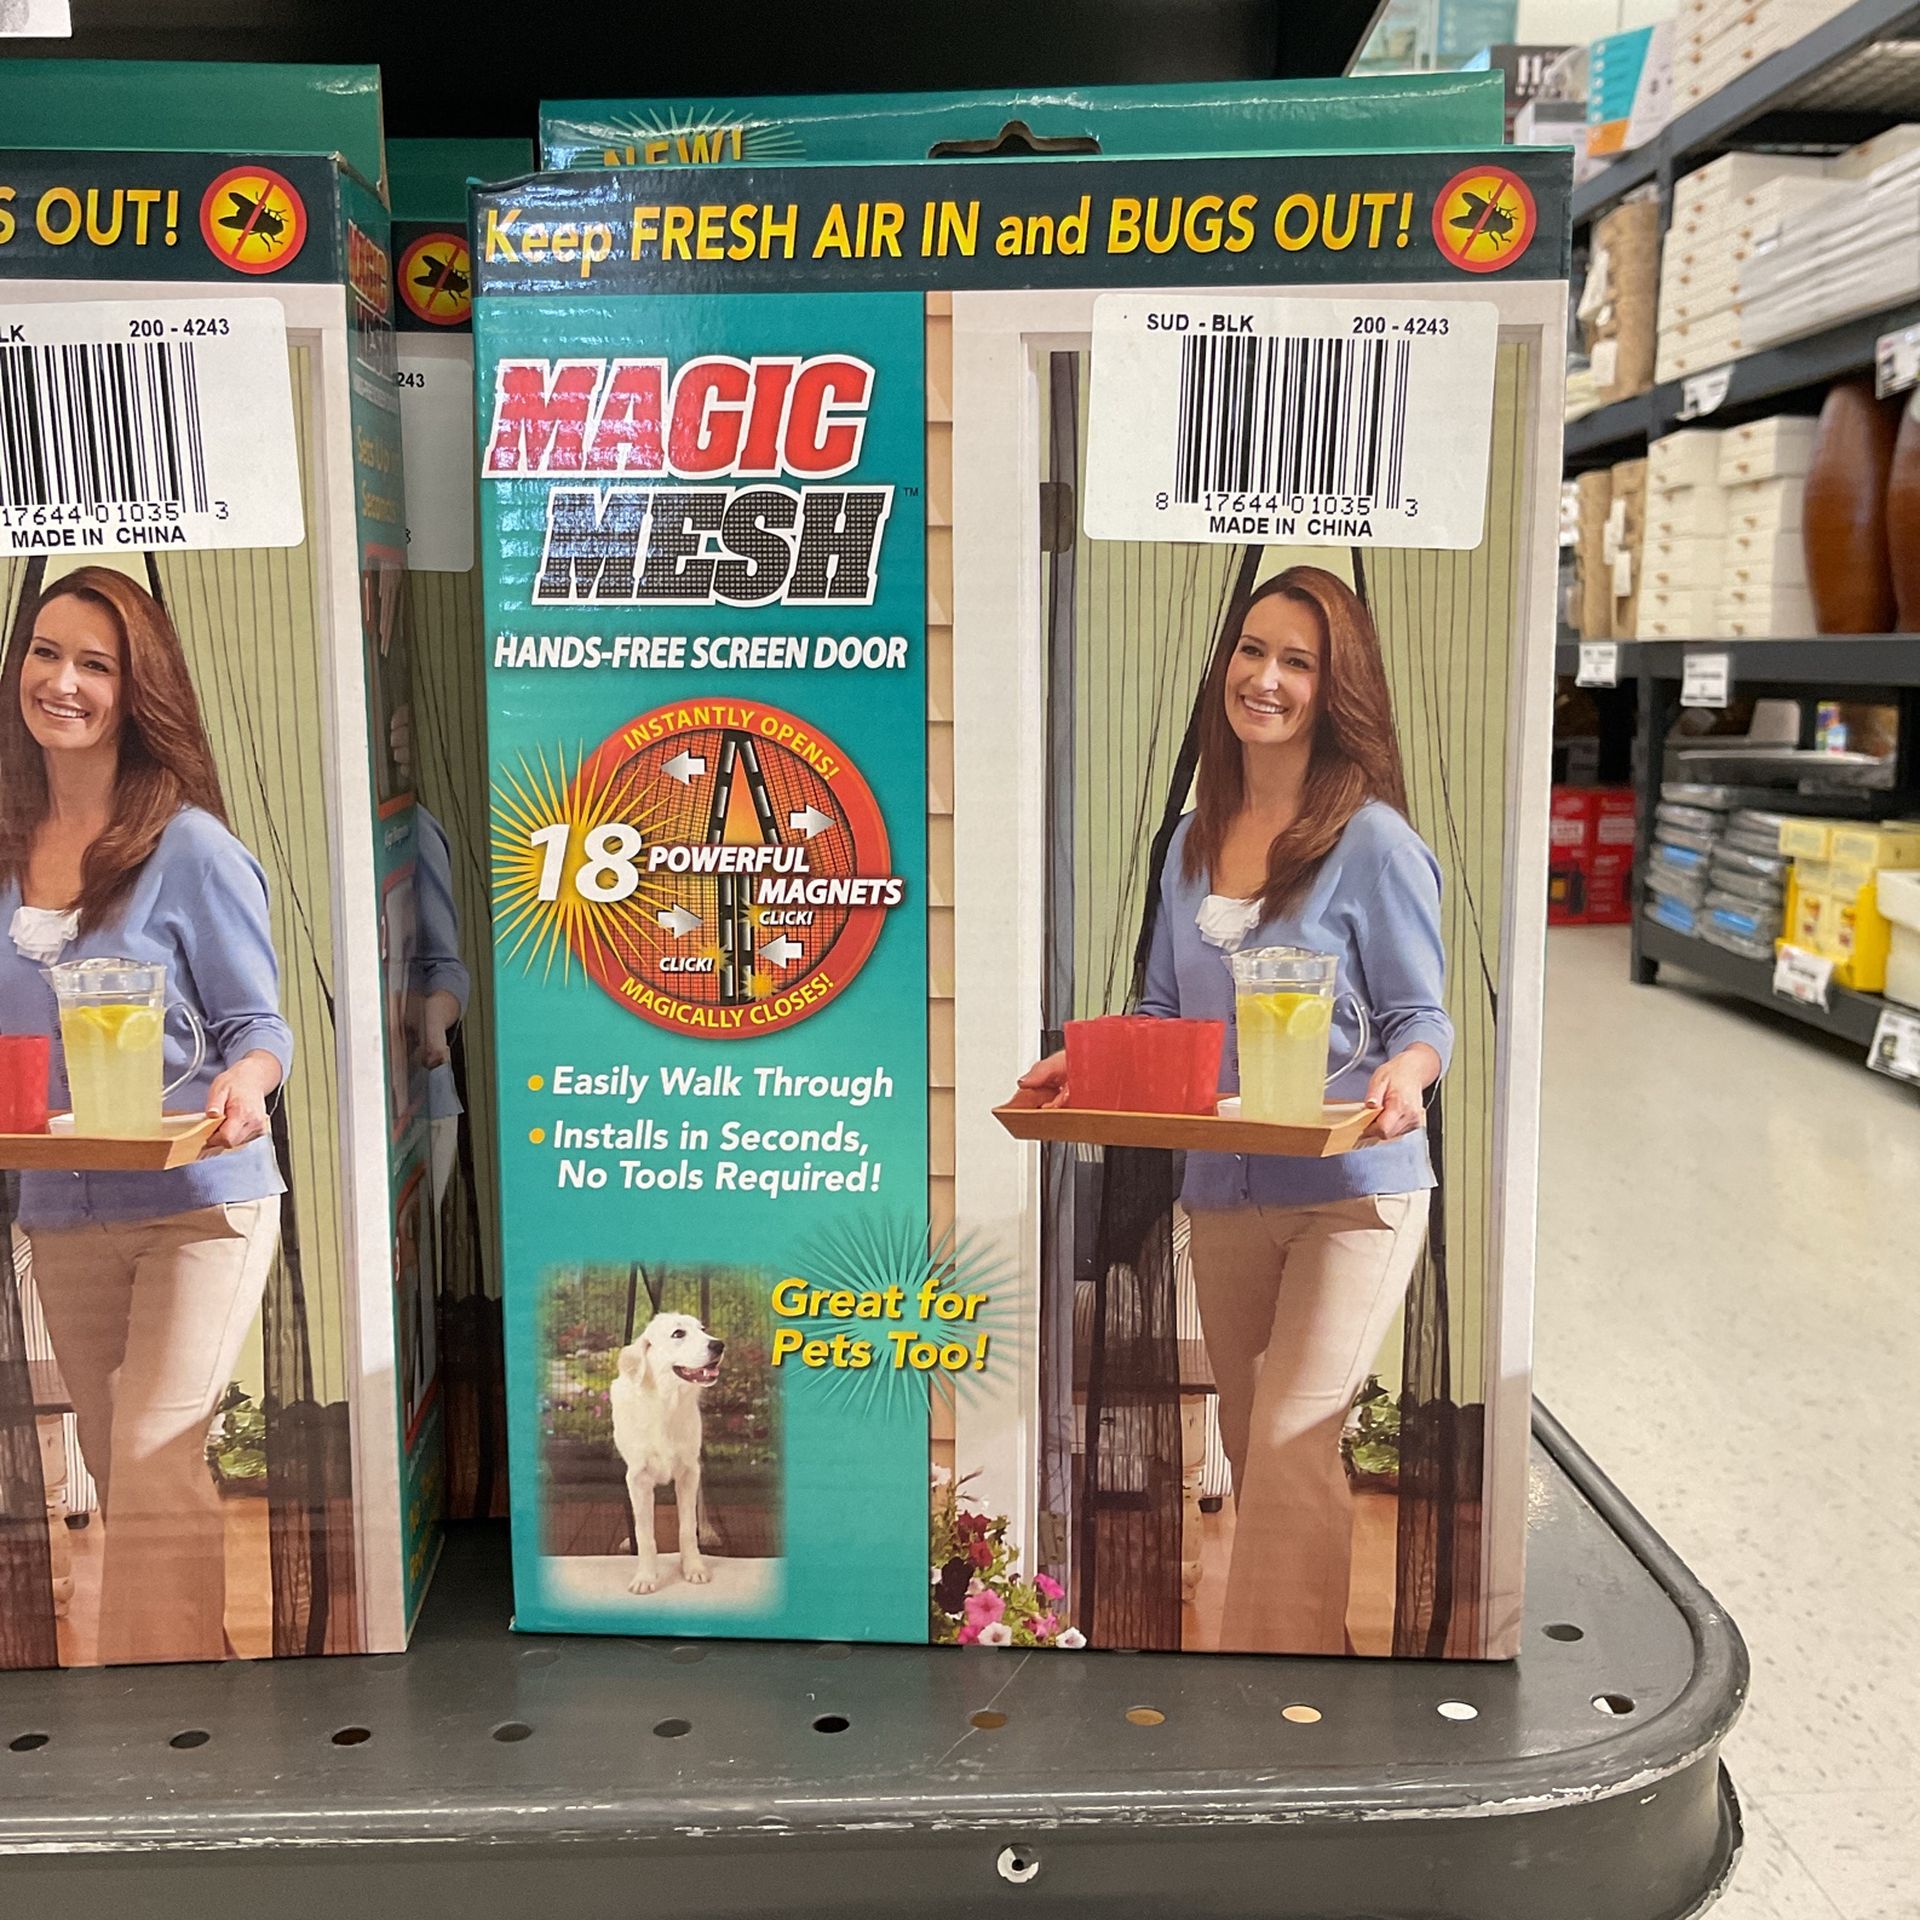 NEW!
S OUT!
Keep FRESH AIR IN and BUGS OUT!
LK 200-4243
17644 01035 3
MADE IN CHINA
243
SUD - BLK 200-4243
8 17644 01035 3
MADE IN CHINA
MAGIC
MESH™
HANDS-FREE SCREEN DOOR
INSTANTLY OPENS!
18 POWERFUL
MAGNETS
CLICK!
CLICK!
MAGICALLY CLOSES!
• Easily Walk Through
• Installs in Seconds,
No Tools Required!
Great for
Pets Too!